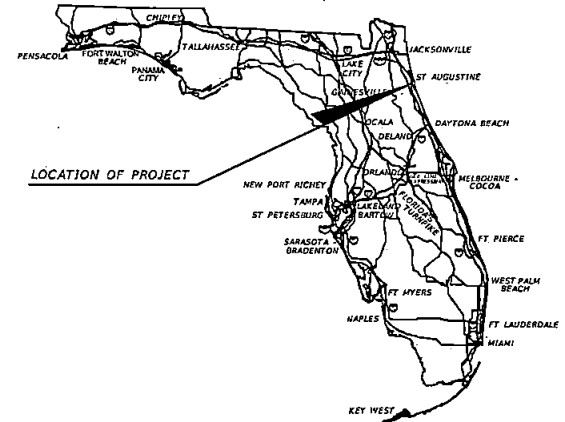 CHIPLEY
PENSACOLA
FORT WALTON
BEACH
PANAMA
CITY
TALLAHASSEE
LAKE
CITY
JACKSONVILLE
ST AUGUSTINE
GAINESVILLE
OCALA
DELAND
DAYTONA BEACH
LOCATION OF PROJECT
ORLANDO
MELBOURNE
COCOA
NEW PORT RICHEY
TAMPA
ST PETERSBURG
LAKELAND
BARTOW
FLORIDA'S
TURNPIKE
SARASOTA
BRADENTON
FT. PIERCE
WEST PALM
BEACH
FT MYERS
NAPLES
FT LAUDERDALE
MIAMI
KEY WEST